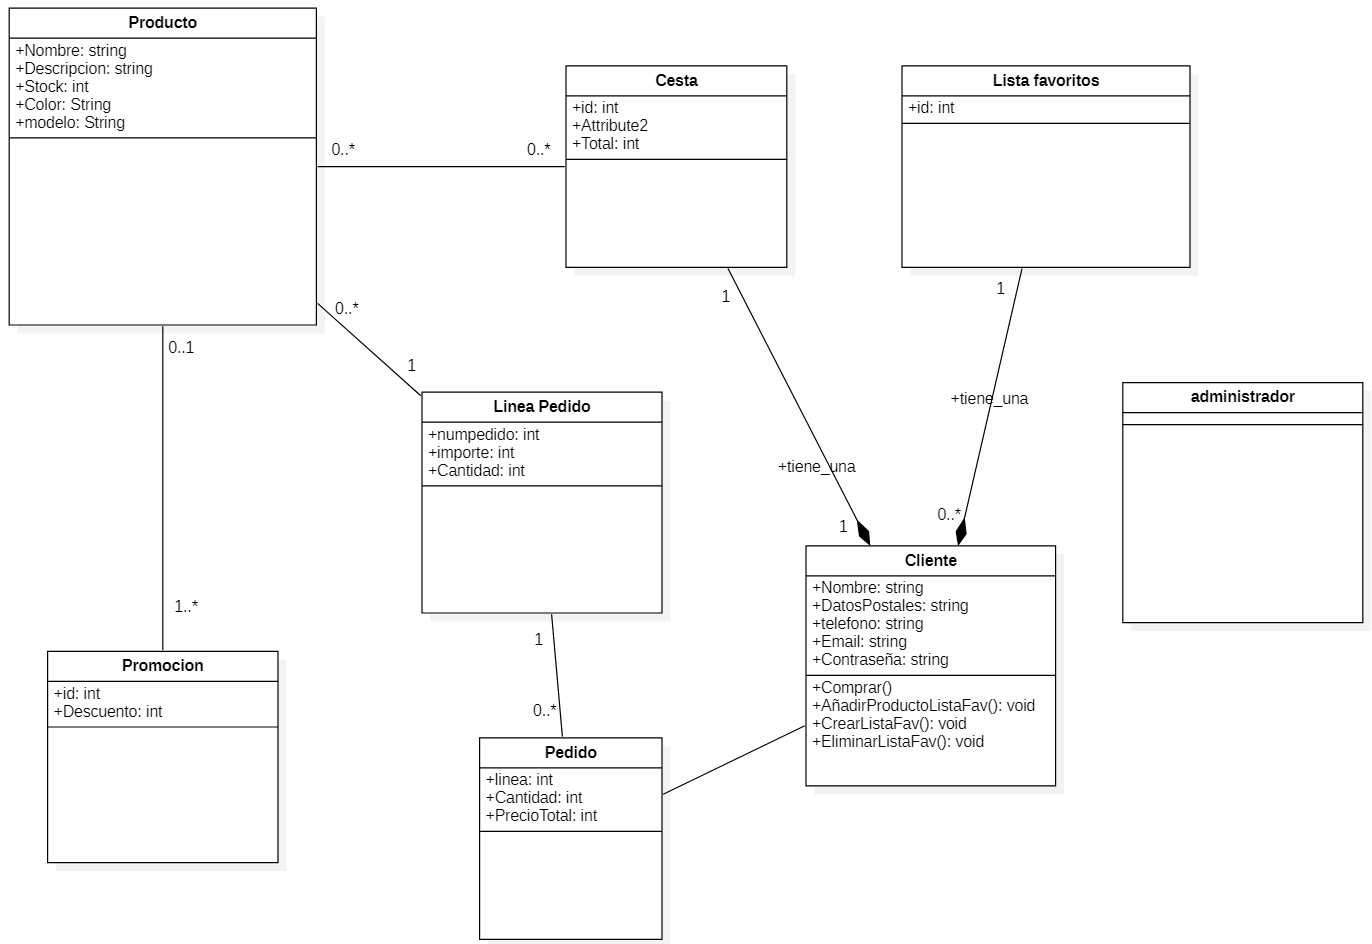 Producto
+Nombre: string
+Descripcion: string
+Stock: int
+Color: String
+modelo: String
0..*
0..*
Cesta
+id: int
+Attribute2
+Total: int
Lista favoritos
+id: int
1
1
0..*
1
0..1
+tiene_una
+tiene_una
administrador
Linea Pedido
+numpedido: int
+importe: int
+Cantidad: int
1
0..*
Cliente
+Nombre: string
+DatosPostales: string
+telefono: string
+Email: string
+Contraseña: string
+Comprar()
+AñadirProductoListaFav(): void
+CrearListaFav(): void
+EliminarListaFav(): void
1..*
Promocion
+id: int
+Descuento: int
1
0..*
Pedido
+linea: int
+Cantidad: int
+PrecioTotal: int